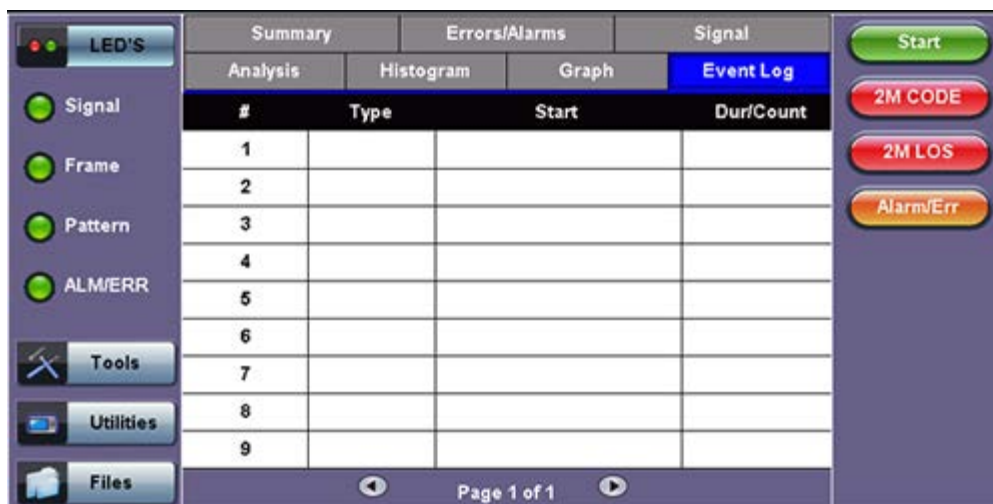 LED'S
Signal
Frame
Pattern
ALM/ERR
Tools
Utilities
Files
Summary Errors/Alarms Signal
Analysis Histogram Graph Event Log
# Type Start Dur/Count
1
2
3
4
5
6
7
8
9
Page 1 of 1
Start
2M CODE
2M LOS
Alarm/Err